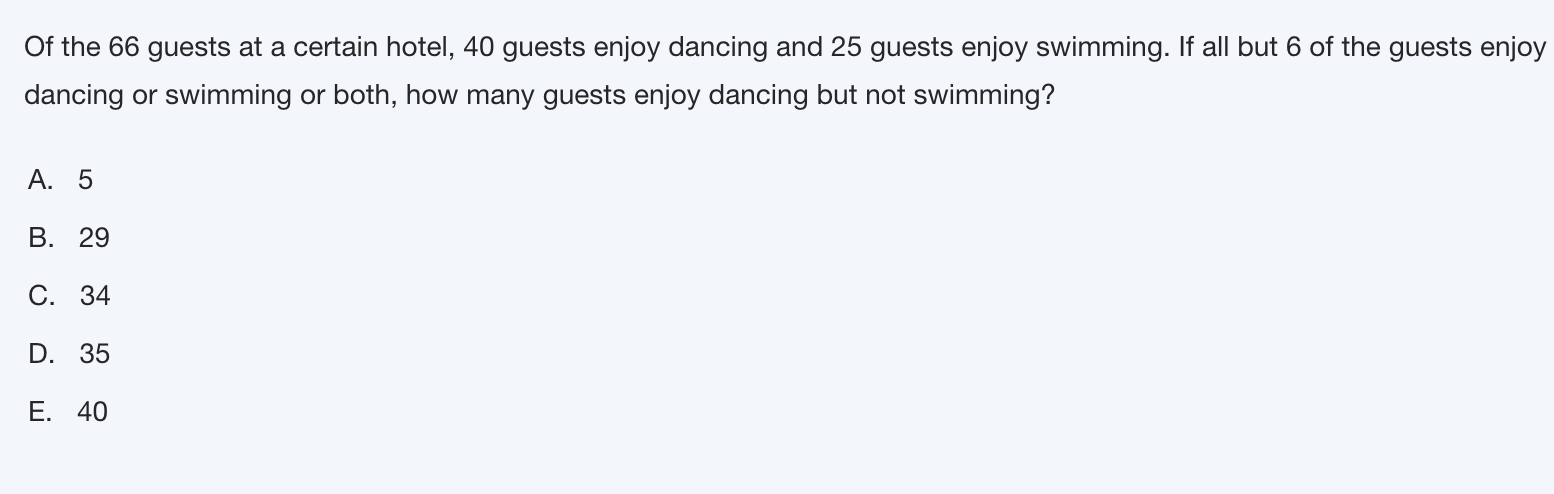 Of the 66 guests at a certain hotel, 40 guests enjoy dancing and 25 guests enjoy swimming. If all but 6 of the guests enjoy
dancing or swimming or both, how many guests enjoy dancing but not swimming?
A. 5
B. 29
C. 34
D. 35
E. 40